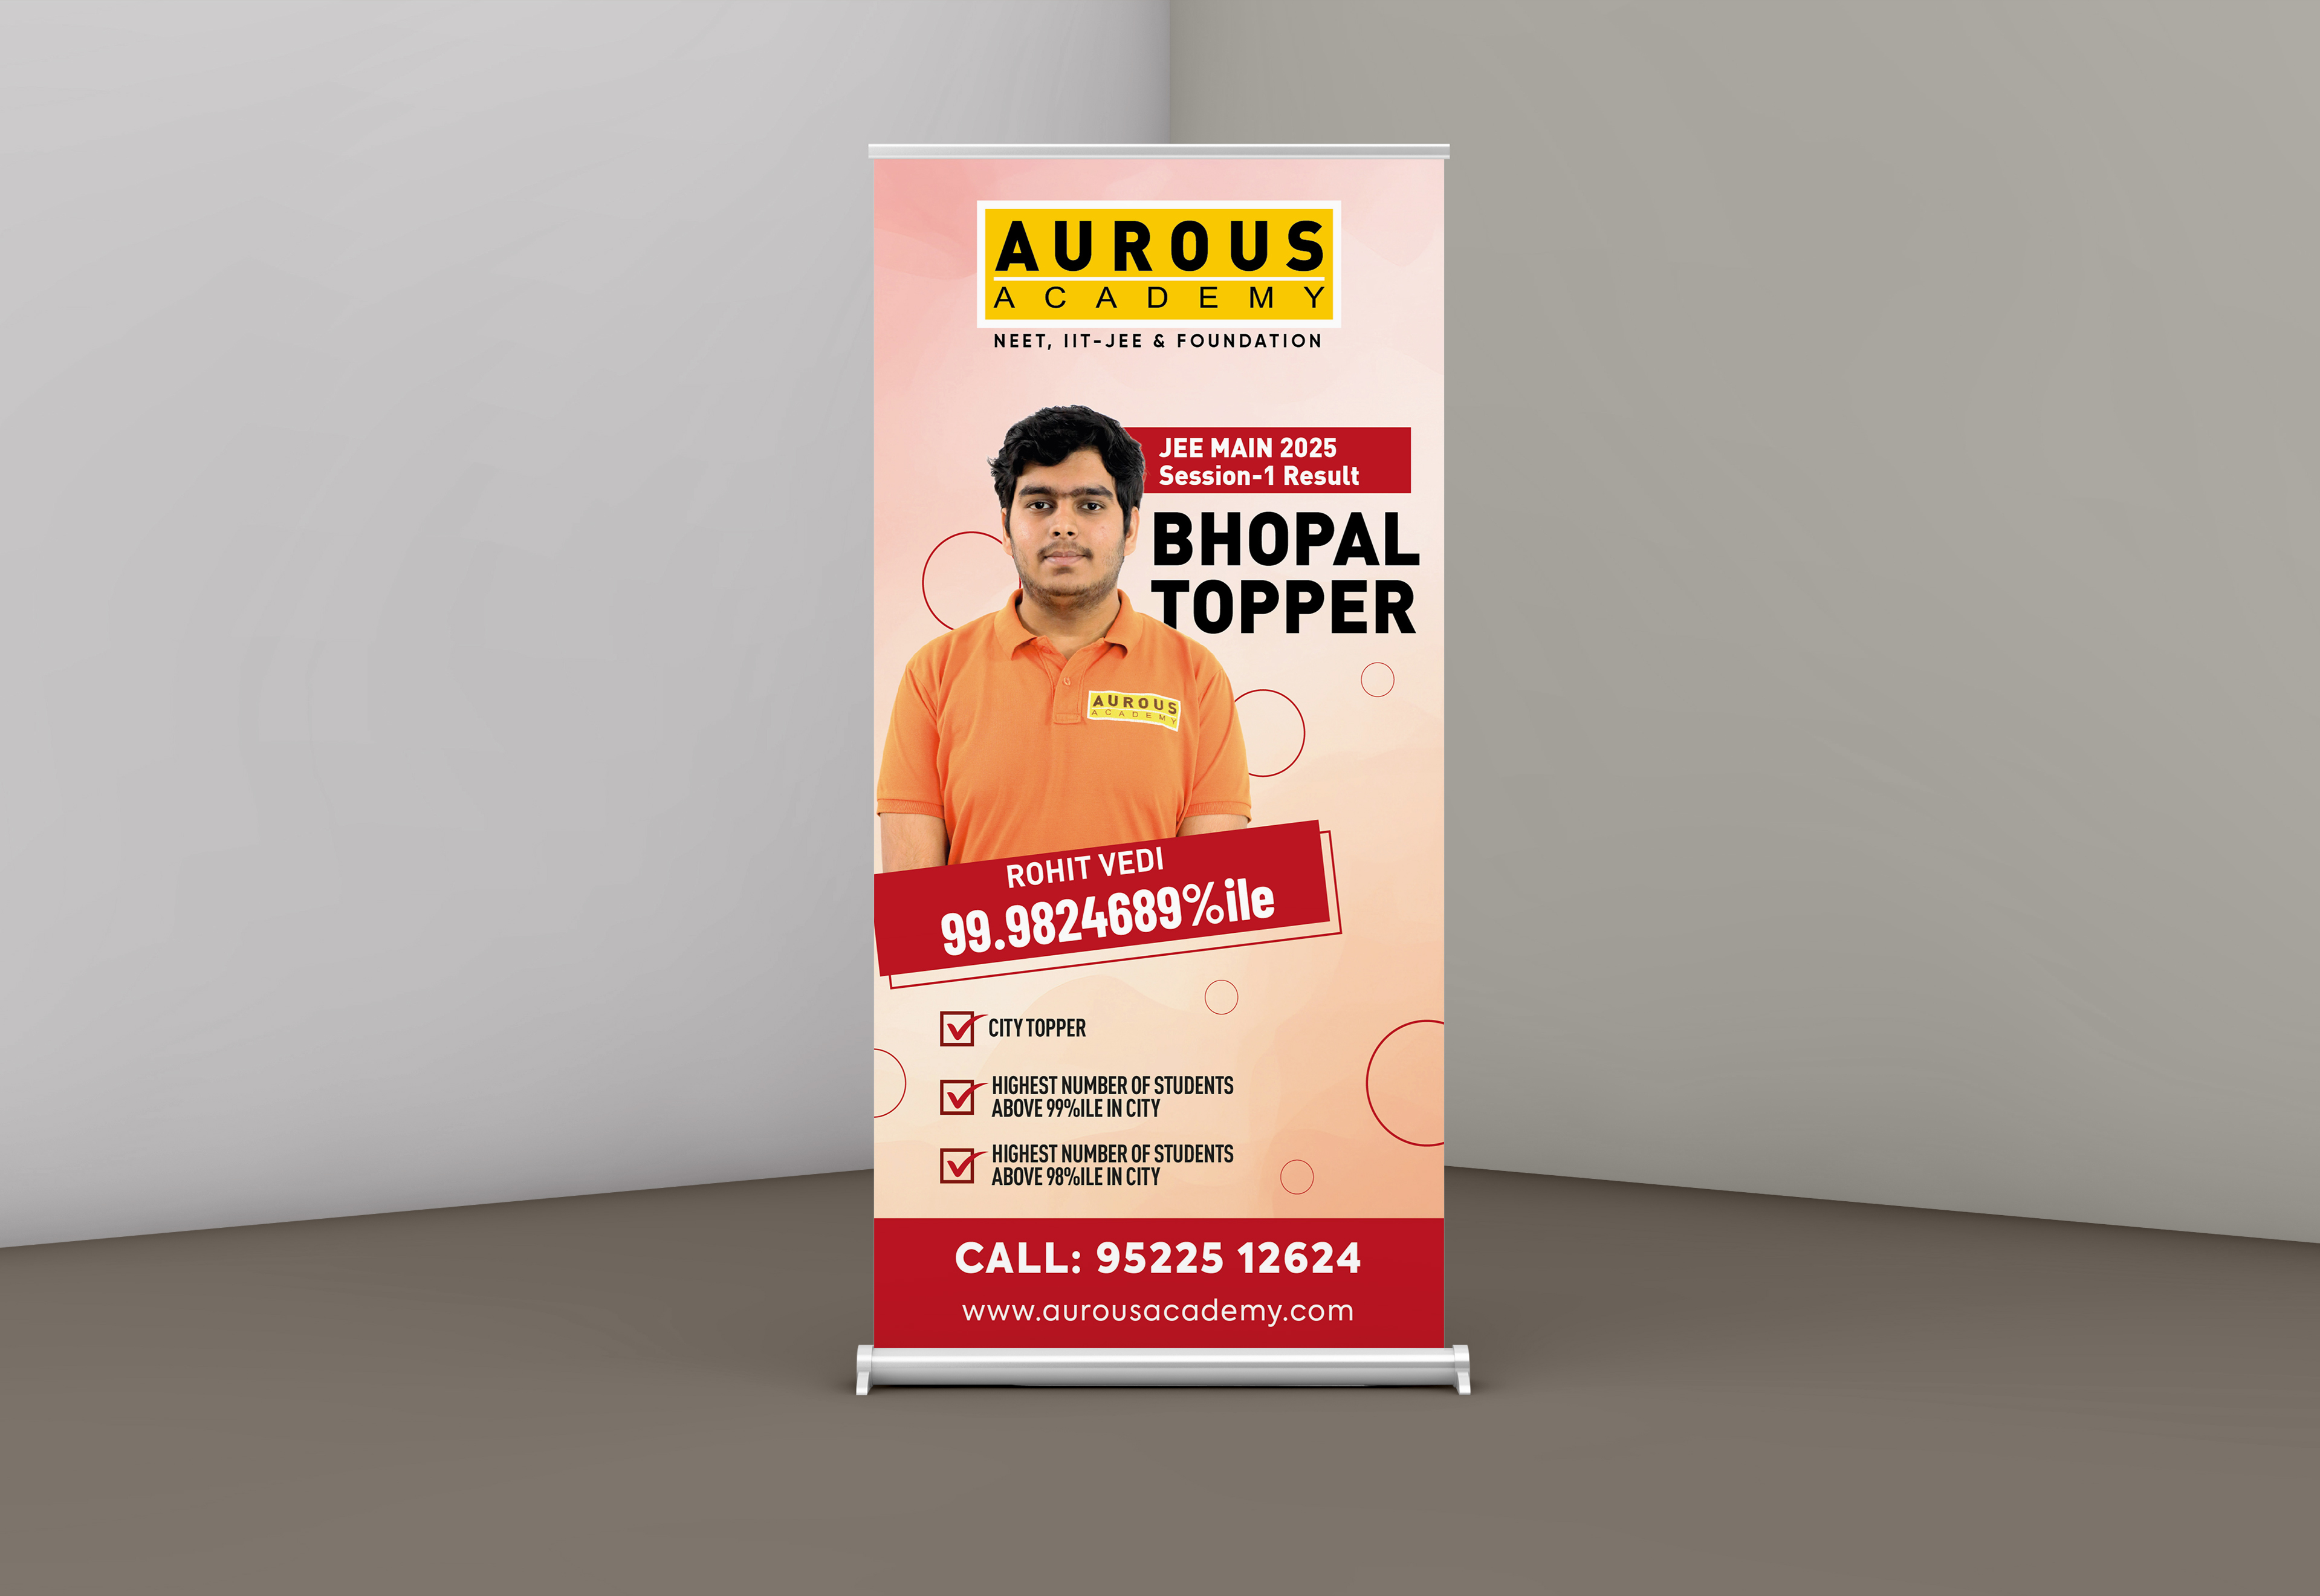 AUROUS
ACADEMY
NEET, IIT-JEE & FOUNDATION
JEE MAIN 2025
Session-1 Result
BHOPAL
TOPPER
AUROUS
ACADEMY
ROHIT VEDI
99.9824689%ile
CITY TOPPER
HIGHEST NUMBER OF STUDENTS
ABOVE 99%ILE IN CITY
HIGHEST NUMBER OF STUDENTS
ABOVE 98%ILE IN CITY
CALL: 95225 12624
www.aurousacademy.com